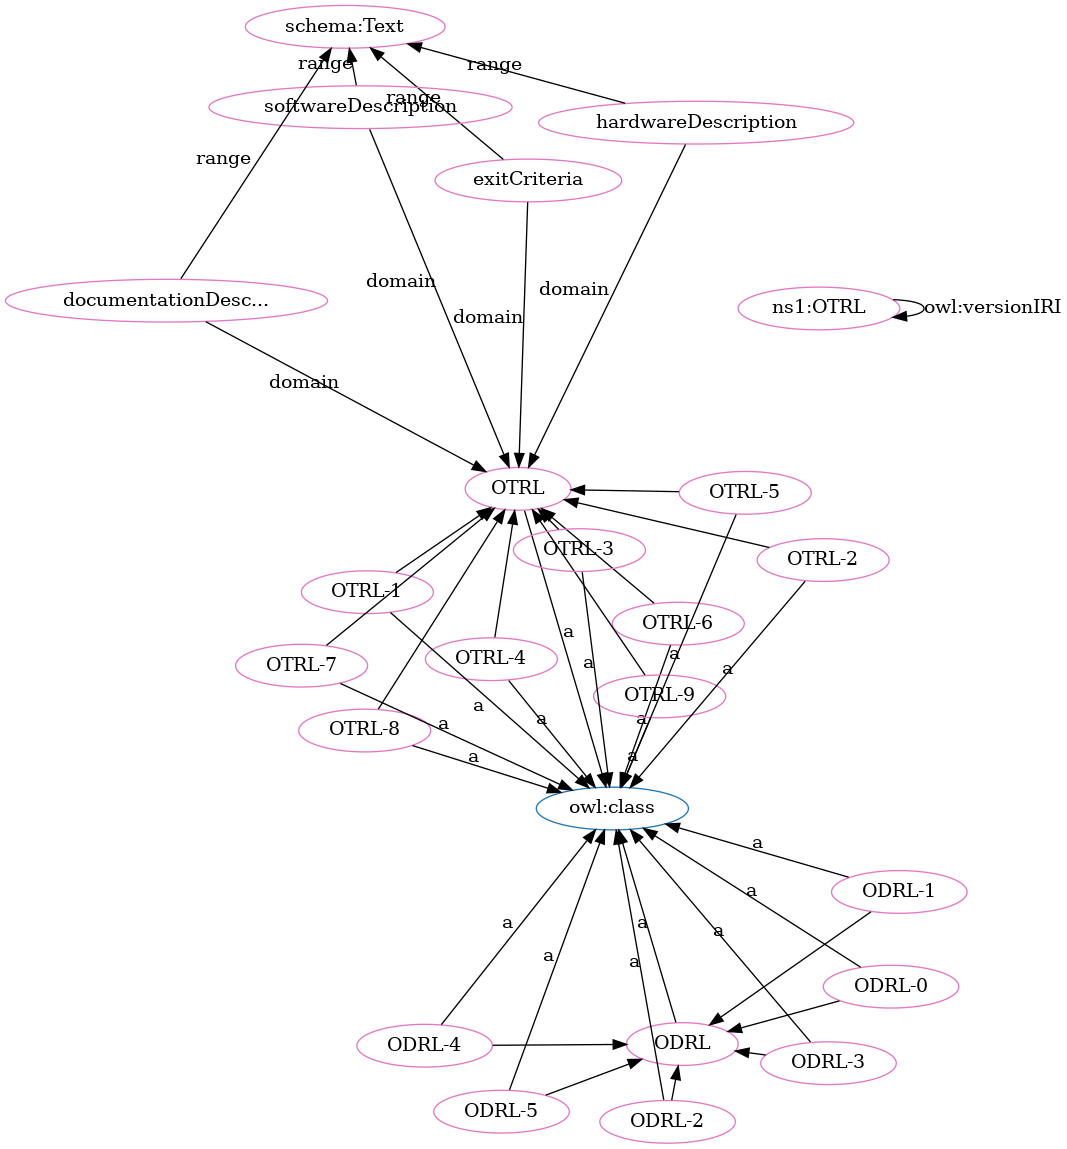 schema:Text
range
range
range
range
softwareDescription
hardwareDescription
exitCriteria
domain
domain
domain
documentationDesc...
ns1:OTRL
owl:versionIRI
domain
OTRL
OTRL-5
OTRL-3
OTRL-2
OTRL-1
OTRL-6
a
a
a
a
OTRL-7
OTRL-4
OTRL-9
a
a
a
a
OTRL-8
a
a
owl:class
a
ODRL-1
a
a
a
a
a
a
ODRL-0
ODRL-4
ODRL
ODRL-3
ODRL-5
ODRL-2